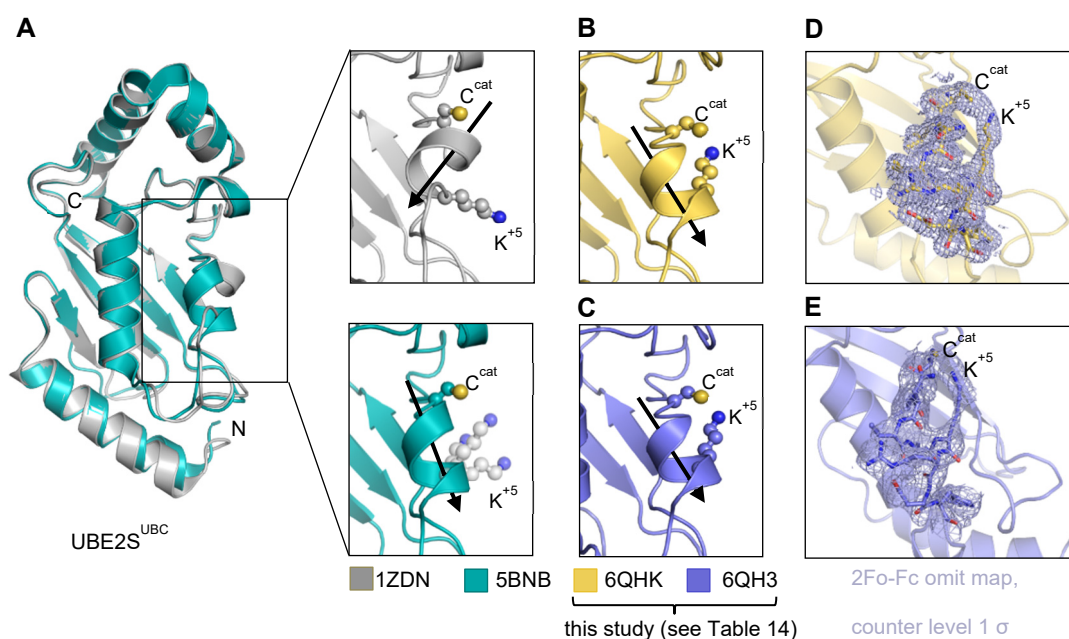 A
B
D
C^cat
K^+5
C^cat
K^+5
C^cat
K^+5
C
N
UBE2S^UBC
C
E
C^cat
K^+5
C^cat
K^+5
C^cat
K^+5
1ZDN
5BNB
6QHK
6QH3
this study (see Table 14)
2Fo-Fc omit map,
counter level 1 σ